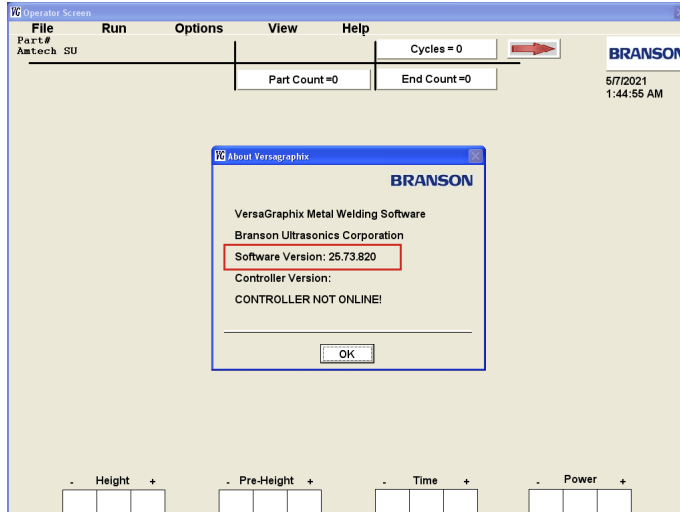 VG Operator Screen
File Run Options View Help
Part#
Amtech SU
Cycles = 0
BRANSON
Part Count =0
End Count =0
5/7/2021
1:44:55 AM
VG About Versagraphix
BRANSON
VersaGraphix Metal Welding Software
Branson Ultrasonics Corporation
Software Version: 25.73.820
Controller Version:
CONTROLLER NOT ONLINE!
OK
- Height + - Pre-Height + - Time + - Power +